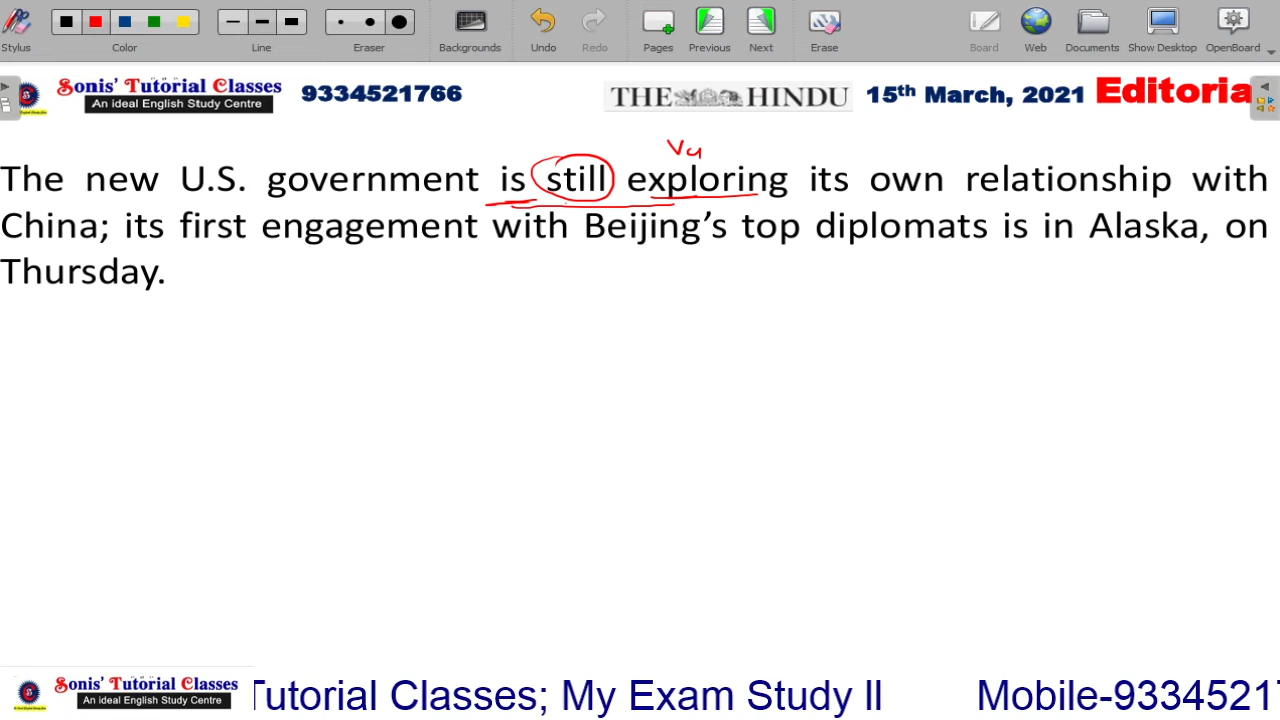 Stylus Color Line Eraser Backgrounds Undo Redo Pages Previous Next Erase Board Web Documents Show Desktop OpenBoard
Sonis' Tutorial Classes
An ideal English Study Centre
9334521766
THE HINDU
15th March, 2021 Editoria
V4
The new U.S. government is still exploring its own relationship with
China; its first engagement with Beijing's top diplomats is in Alaska, on
Thursday.
Sonis' Tutorial Classes
An ideal English Study Centre
Tutorial Classes; My Exam Study II Mobile-93345217